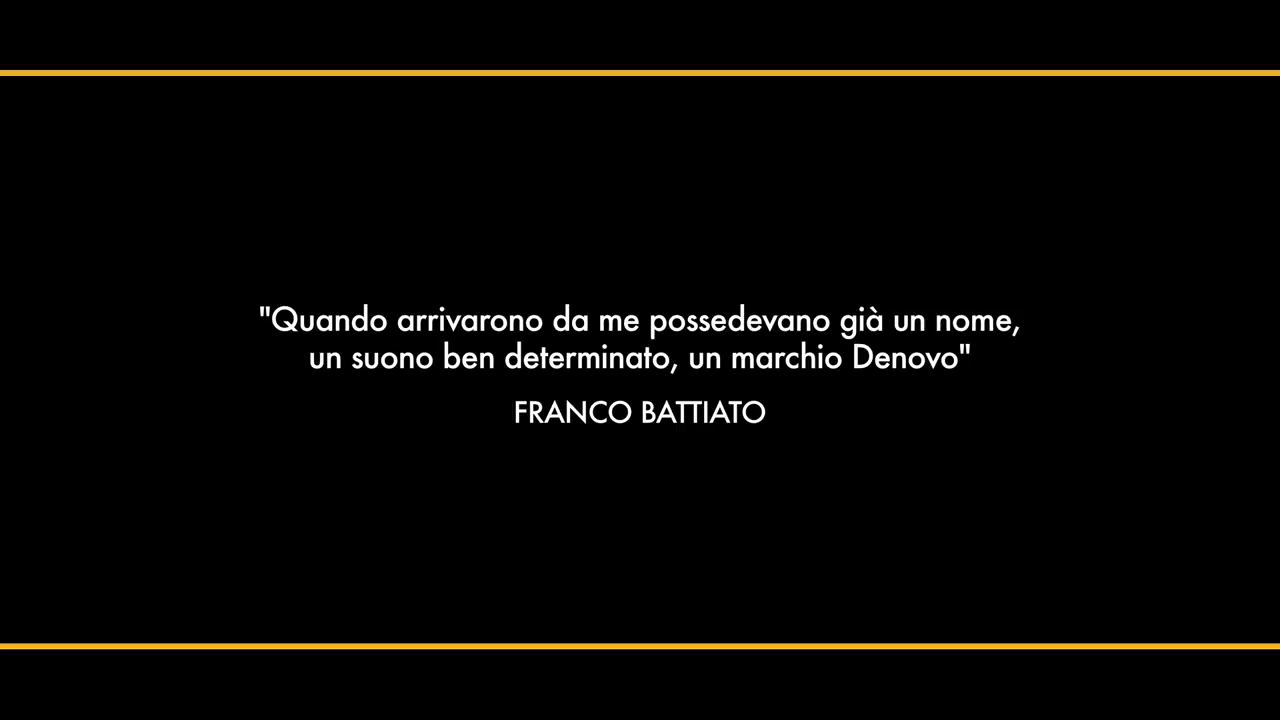 "Quando arrivarono da me possedevano già un nome,
un suono ben determinato, un marchio Denovo"
FRANCO BATTIATO